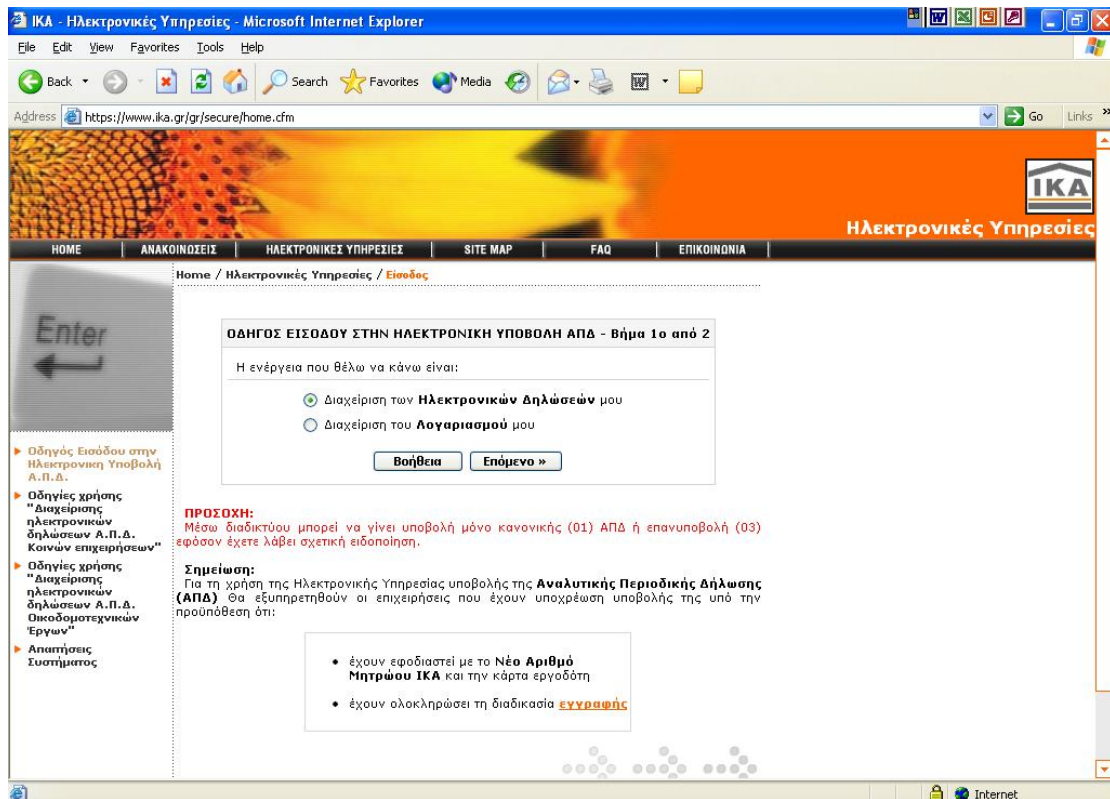 IKA - Ηλεκτρονικές Υπηρεσίες - Microsoft Internet Explorer
File Edit View Favorites Tools Help
Back Search Favorites Media
Address https://www.ika.gr/gr/secure/home.cfm Go Links »
IKA
Ηλεκτρονικές Υπηρεσίες
HOME ΑΝΑΚΟΙΝΩΣΕΙΣ ΗΛΕΚΤΡΟΝΙΚΕΣ ΥΠΗΡΕΣΙΕΣ SITE MAP FAQ ΕΠΙΚΟΙΝΩΝΙΑ
Home / Ηλεκτρονικές Υπηρεσίες / Είσοδος
Enter
Οδηγός Εισόδου στην
Ηλεκτρονικη Υποβολή
Α.Π.Δ.
Οδηγίες χρήσης
"Διαχείρισης
ηλεκτρονικών
δηλώσεων Α.Π.Δ.
Κοινών επιχειρήσεων"
Οδηγίες χρήσης
"Διαχείρισης
ηλεκτρονικών
δηλώσεων Α.Π.Δ.
Οικοδομοτεχνικών
Έργων"
Απαιτήσεις
Συστήματος
ΟΔΗΓΟΣ ΕΙΣΟΔΟΥ ΣΤΗΝ ΗΛΕΚΤΡΟΝΙΚΗ ΥΠΟΒΟΛΗ ΑΠΔ - Βήμα 1ο από 2
Η ενέργεια που θέλω να κάνω είναι:
Διαχείριση των Ηλεκτρονικών Δηλώσεών μου
Διαχείριση του Λογαριασμού μου
Βοήθεια Επόμενο »
ΠΡΟΣΟΧΗ:
Μέσω διαδικτύου μπορεί να γίνει υποβολή μόνο κανονικής (01) ΑΠΔ ή επανυποβολή (03)
εφόσον έχετε λάβει σχετική ειδοποίηση.
Σημείωση:
Για τη χρήση της Ηλεκτρονικής Υπηρεσίας υποβολής της Αναλυτικής Περιοδικής Δήλωσης
(ΑΠΔ) Θα εξυπηρετηθούν οι επιχειρήσεις που έχουν υποχρέωση υποβολής της υπό την
προϋπόθεση ότι:
έχουν εφοδιαστεί με το Νέο Αριθμό
Μητρώου ΙΚΑ και την κάρτα εργοδότη
έχουν ολοκληρώσει τη διαδικασία εγγραφής
Internet